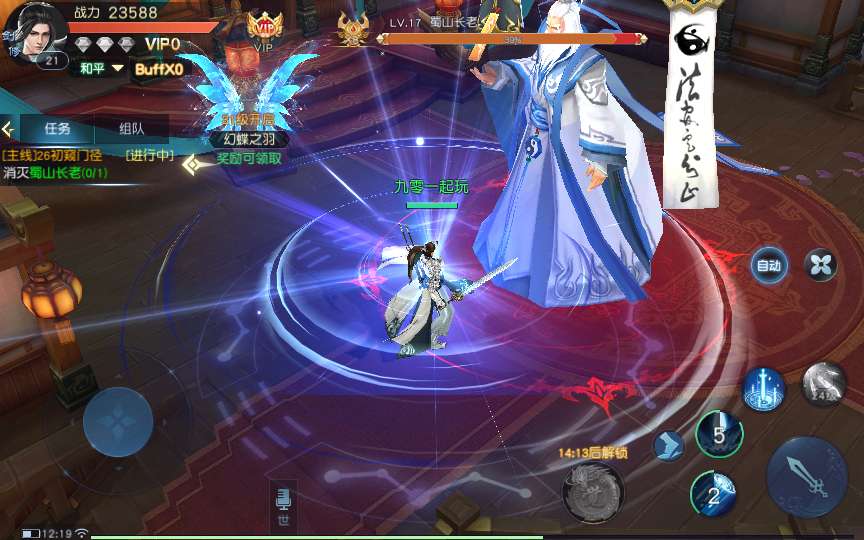 战力 23588
剑修
21
VIP0
和平
BuffX0
VIP
VIP
LV.17 蜀山长老
39%
任务
组队
[主线]26初窥门径 [进行中]
消灭蜀山长老(0/1)
幻蝶之羽
奖励可领取
九零一起玩
自动
5
2
14:13后解锁
世
12:19